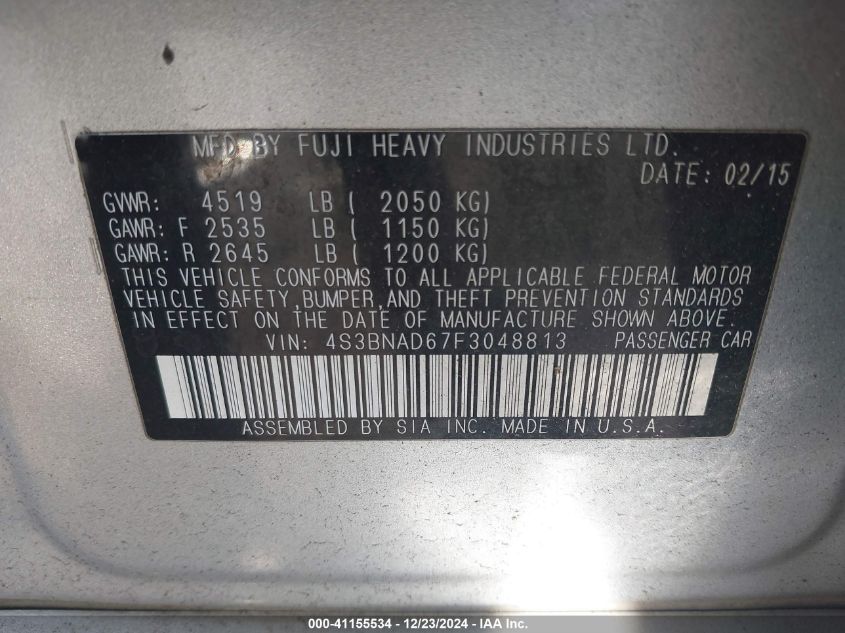 MFD BY FUJI HEAVY INDUSTRIES LTD.
DATE: 02/15
GVWR: 4519 LB ( 2050 KG)
GAWR: F 2535 LB ( 1150 KG)
GAWR: R 2645 LB ( 1200 KG)
THIS VEHICLE CONFORMS TO ALL APPLICABLE FEDERAL MOTOR
VEHICLE SAFETY,BUMPER,AND THEFT PREVENTION STANDARDS
IN EFFECT ON THE DATE OF MANUFACTURE SHOWN ABOVE.
VIN: 4S3BNAD67F3048813 PASSENGER CAR
ASSEMBLED BY SIA INC. MADE IN U.S.A.
000-41155534 - 12/23/2024 - IAA Inc.